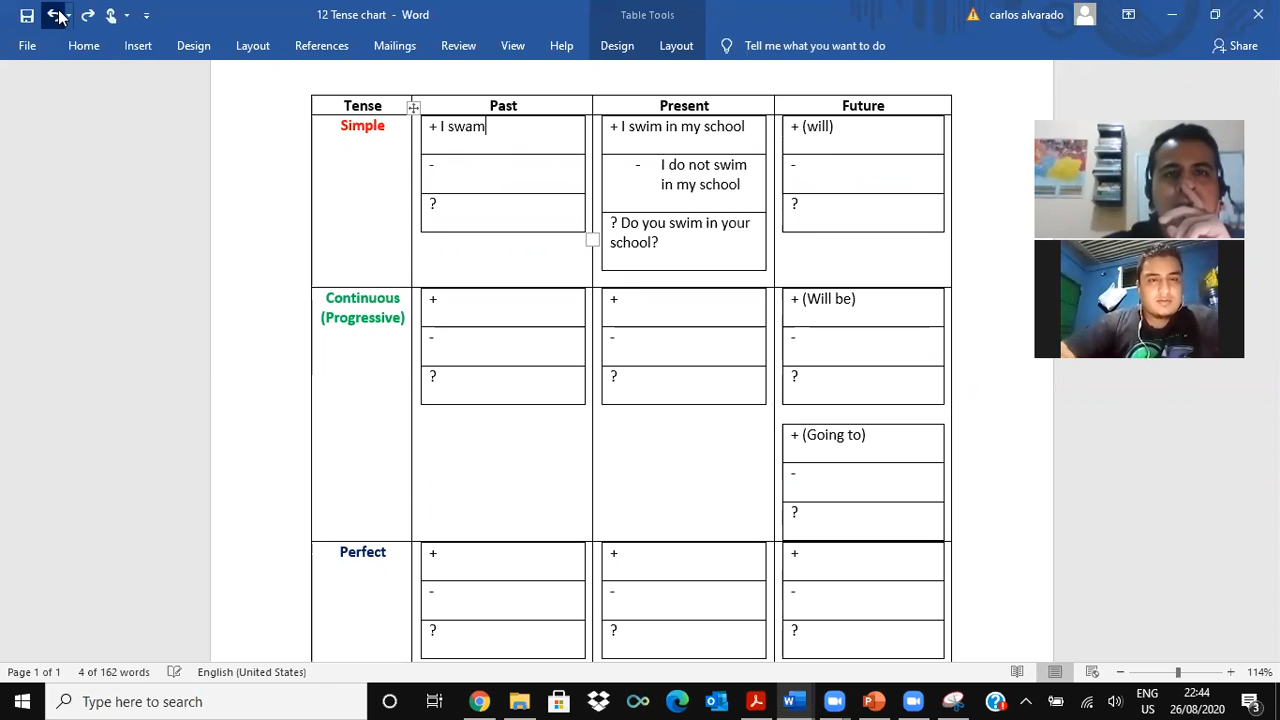 12 Tense chart - Word
Table Tools
carlos alvarado
File Home Insert Design Layout References Mailings Review View Help Design Layout Tell me what you want to do Share
Tense Past Present Future
Simple
+ I swam
-
?
+ I swim in my school
- I do not swim
in my school
? Do you swim in your
school?
+ (will)
-
?
Continuous
(Progressive)
+
-
?
+
-
?
+ (Will be)
-
?
+ (Going to)
-
?
Perfect
+
-
?
+
-
?
+
-
?
Page 1 of 1 4 of 162 words English (United States) 114%
Type here to search
ENG
US
22:44
26/08/2020
3